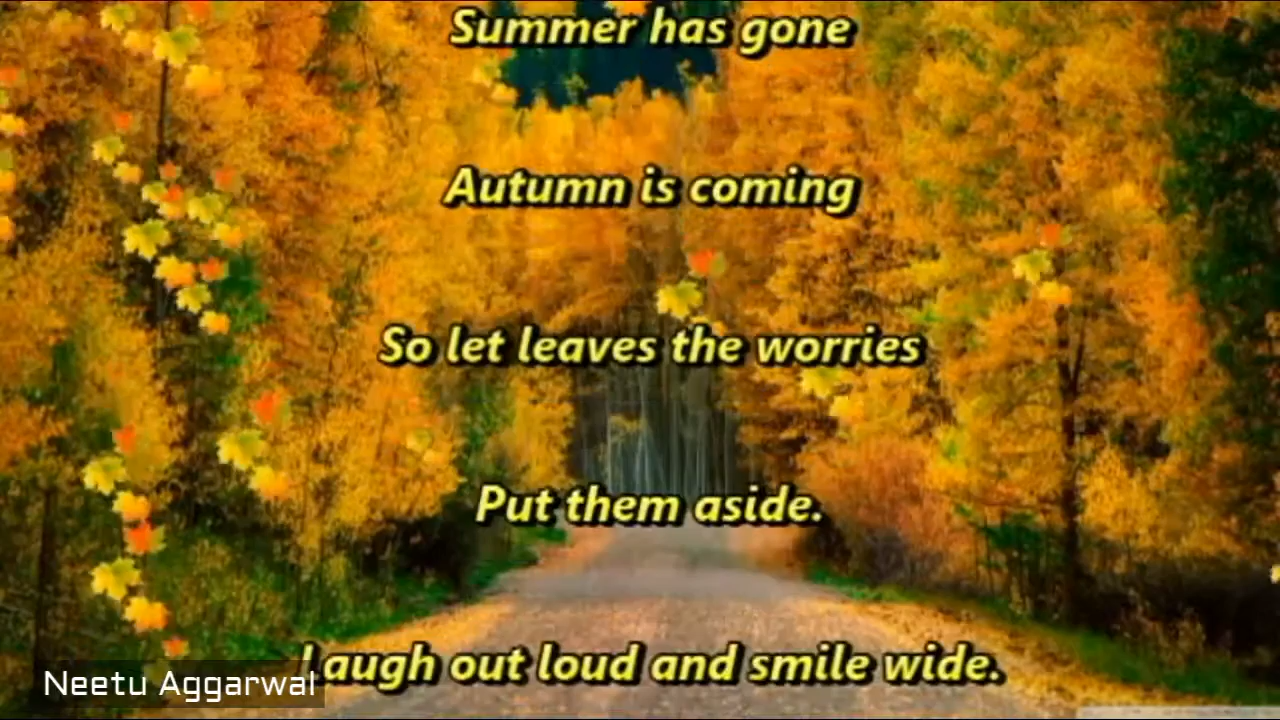 Summer has gone
Autumn is coming
So let leaves the worries
Put them aside.
Laugh out loud and smile wide.
Neetu Aggarwal